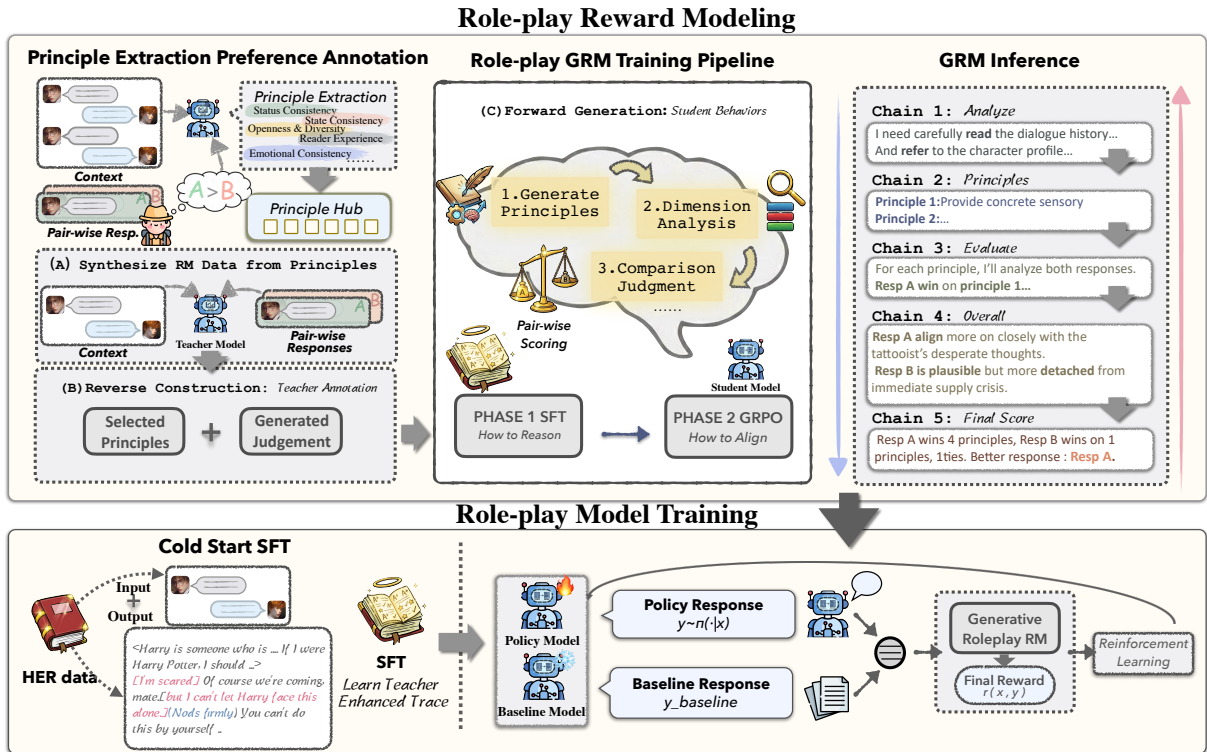 Role-play Reward Modeling
Principle Extraction Preference Annotation
Principle Extraction
Status Consistency
State Consistency
Openness & Diversity
Reader Experience
Emotional Consistency
......
Context
A>B
A B
Pair-wise Resp.
Principle Hub
(A) Synthesize RM Data from Principles
Context
Teacher Model
A B
Pair-wise
Responses
(B) Reverse Construction: Teacher Annotation
Selected
Principles
+
Generated
Judgement
Role-play GRM Training Pipeline
(C) Forward Generation: Student Behaviors
1.Generate
Principles
2.Dimension
Analysis
3.Comparison
Judgment
......
A
B
Pair-wise
Scoring
Student Model
PHASE 1 SFT
How to Reason
PHASE 2 GRPO
How to Align
GRM Inference
Chain 1: Analyze
I need carefully read the dialogue history...
And refer to the character profile...
Chain 2: Principles
Principle 1:Provide concrete sensory
Principle 2:...
Chain 3: Evaluate
For each principle, I'll analyze both responses.
Resp A win on principle 1...
Chain 4: Overall
Resp A align more on closely with the
tattooist's desperate thoughts.
Resp B is plausible but more detached from
immediate supply crisis.
Chain 5: Final Score
Resp A wins 4 principles, Resp B wins on 1
principles, 1ties. Better response : Resp A.
Role-play Model Training
Cold Start SFT
Input
+
Output
HER data
<Harry is someone who is .... If I were
Harry Potter, I should ...>
[I'm scared.] Of course we're coming,
mate.[but I can't let Harry face this
alone.](Nods firmly) You can't do
this by yourself ..
SFT
Learn Teacher
Enhanced Trace
Policy Model
Baseline Model
Policy Response
y~π(·|x)
Baseline Response
y_baseline
Generative
Roleplay RM
Final Reward
r(x,y)
Reinforcement
Learning